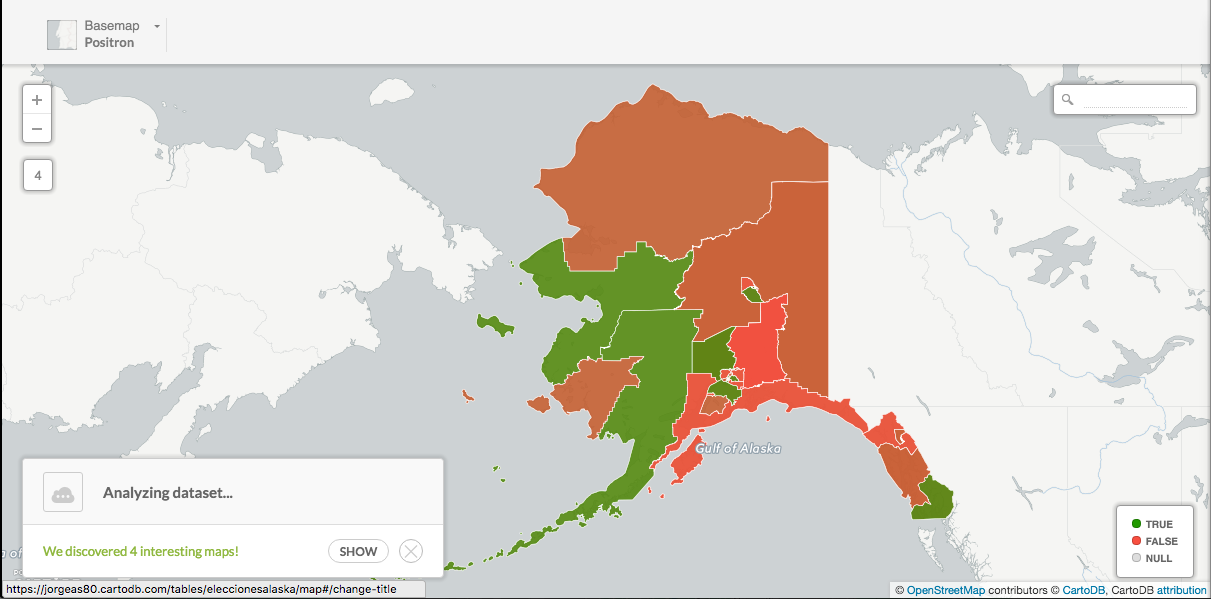 Basemap
Positron
+
−
4
Gulf of Alaska
Analyzing dataset...
We discovered 4 interesting maps!
SHOW
TRUE
FALSE
NULL
https://jorgeas80.cartodb.com/tables/eleccionesalaska/map#/change-title
© OpenStreetMap contributors © CartoDB, CartoDB attribution